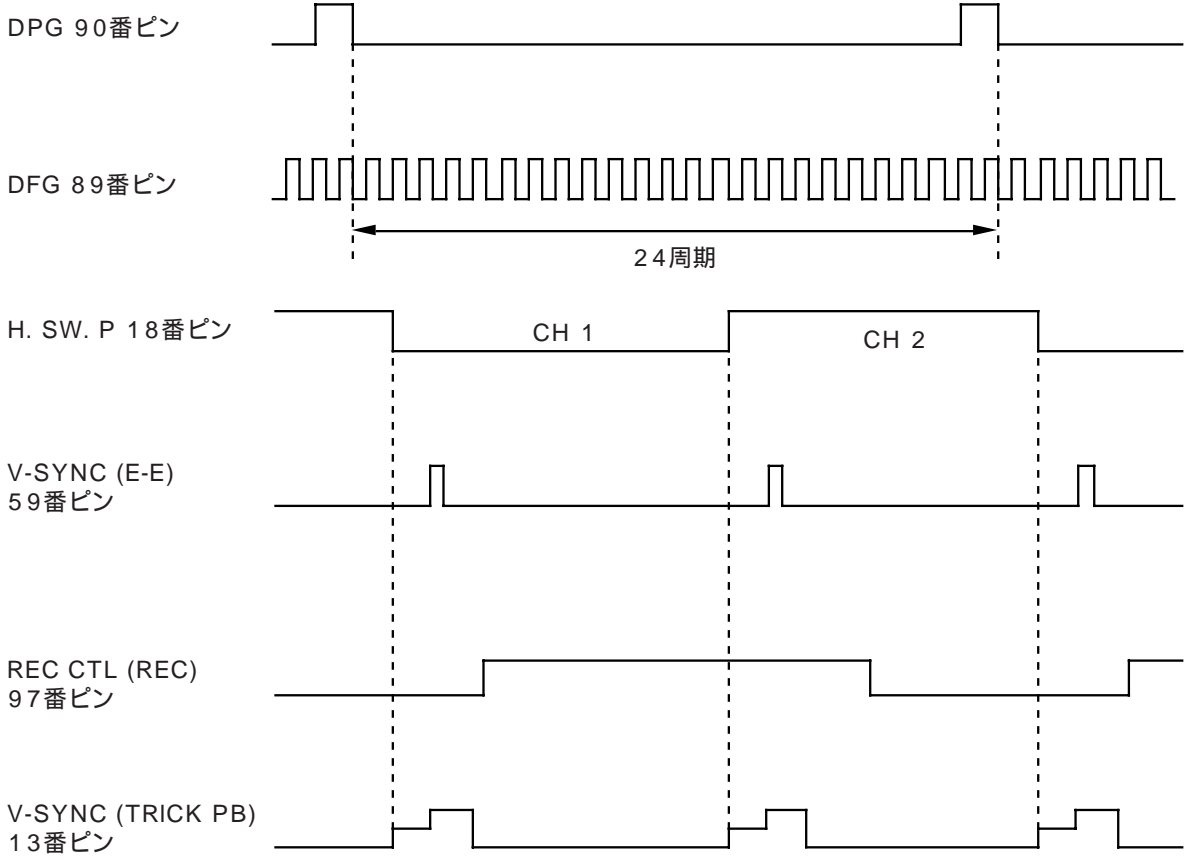 DPG 90番ピン
DFG 89番ピン
24周期
H. SW. P 18番ピン
CH 1
CH 2
V-SYNC (E-E)
59番ピン
REC CTL (REC)
97番ピン
V-SYNC (TRICK PB)
13番ピン